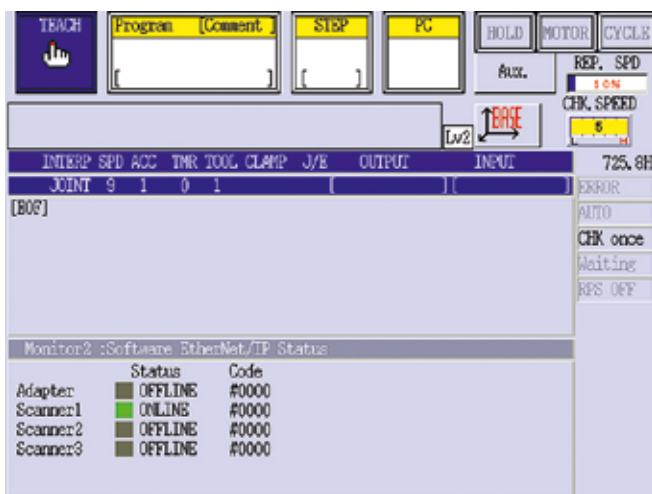 TEACH Program [Comment ] STEP PC HOLD MOTOR CYCLE
[ ] [ ] Aux. REP. SPD
10%
CHK. SPEED
Lv2 BASE 5
L H
INTERP SPD ACC TMR TOOL CLAMP J/E OUTPUT INPUT 725.8H
JOINT 9 1 0 1 [ ][ ] ERROR
[EOF]
AUTO
CHK once
Waiting
RPS OFF
Monitor2 :Software EtherNet/IP Status
Status Code
Adapter OFFLINE #0000
Scanner1 ONLINE #0000
Scanner2 OFFLINE #0000
Scanner3 OFFLINE #0000